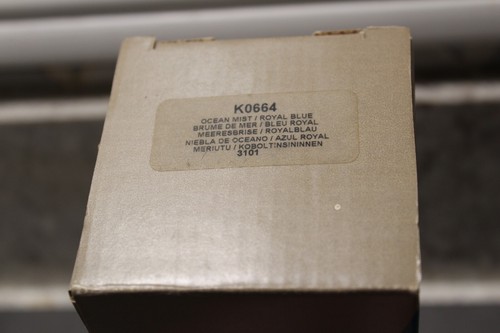 K0664
OCEAN MIST / ROYAL BLUE
BRUME DE MER / BLEU ROYAL
MEERESBRISE / ROYALBLAU
NIEBLA DE OCEANO / AZUL ROYAL
MERIUTU / KOBOLTINSININNEN
3101